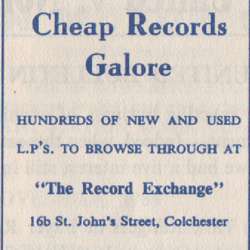 Cheap Records
Galore
HUNDREDS OF NEW AND USED
L.P'S. TO BROWSE THROUGH AT
"The Record Exchange"
16b St. John's Street, Colchester